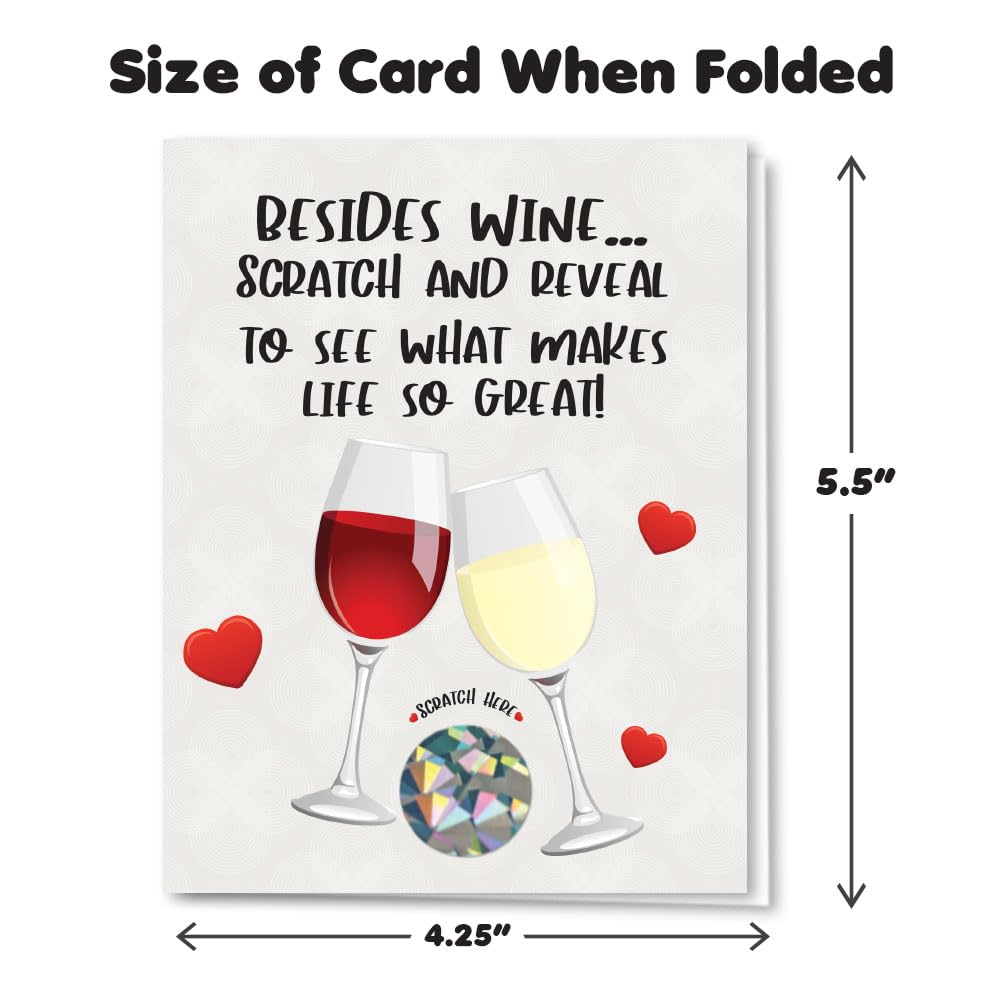 Size of Card When Folded
BESIDES WINE...
SCRATCH AND REVEAL
TO SEE WHAT MAKES
LIFE SO GREAT!
5.5"
SCRATCH HERE
4.25"